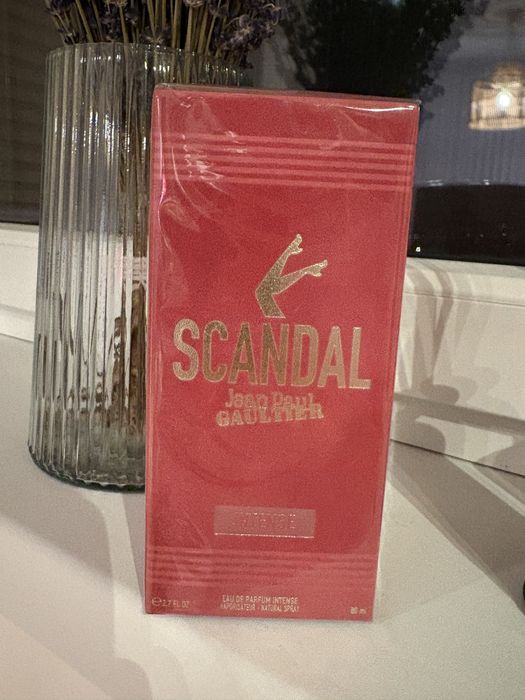 SCANDAL
Jean Paul
GAULTIER
INTENSE
℮ 2.7 FL OZ
EAU DE PARFUM INTENSE
VAPORISATEUR - NATURAL SPRAY
80 ml